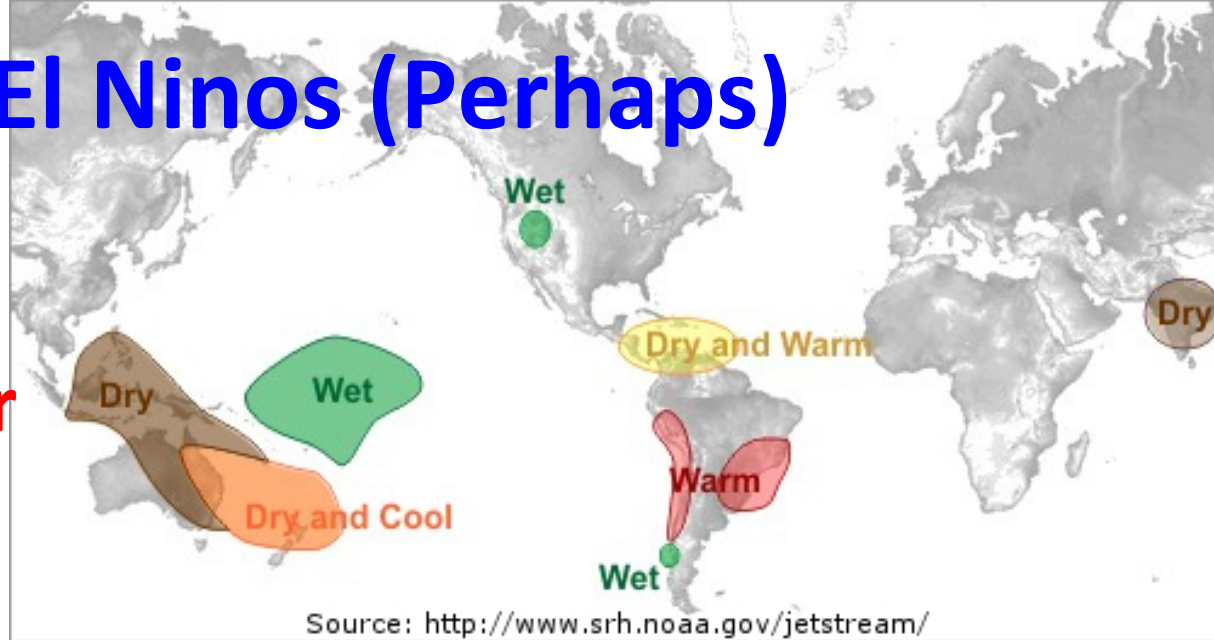 El Ninos (Perhaps)
Wet
Dry
Dry and Warm
Dry
Wet
r
Warm
Dry and Cool
Wet
Source: http://www.srh.noaa.gov/jetstream/